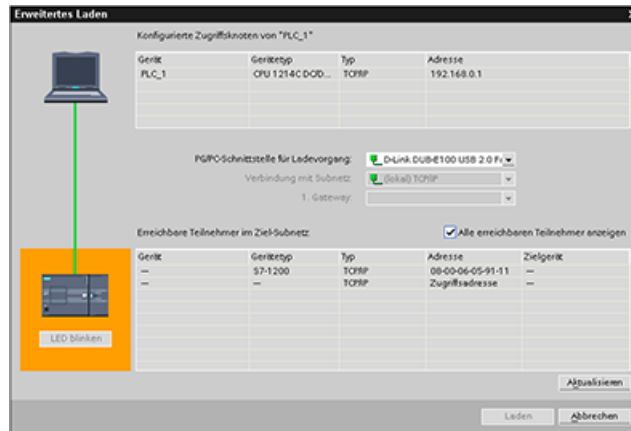 Erweitertes Laden
Konfigurierte Zugriffsknoten von "PLC_1"
Gerät Gerätetyp Typ Adresse
PLC_1 CPU 1214C DC/D... TCP/IP 192.168.0.1
PG/PC-Schnittstelle für Ladevorgang: D-Link DUB-E100 USB 2.0 Fa
Verbindung mit Subnetz: (lokal) TCP/IP
1. Gateway:
Erreichbare Teilnehmer im Ziel-Subnetz: Alle erreichbaren Teilnehmer anzeigen
Gerät Gerätetyp Typ Adresse Zielgerät
— S7-1200 TCP/IP 08-00-06-05-91-11 —
— — TCP/IP Zugriffsadresse —
LED blinken
Aktualisieren
Laden Abbrechen